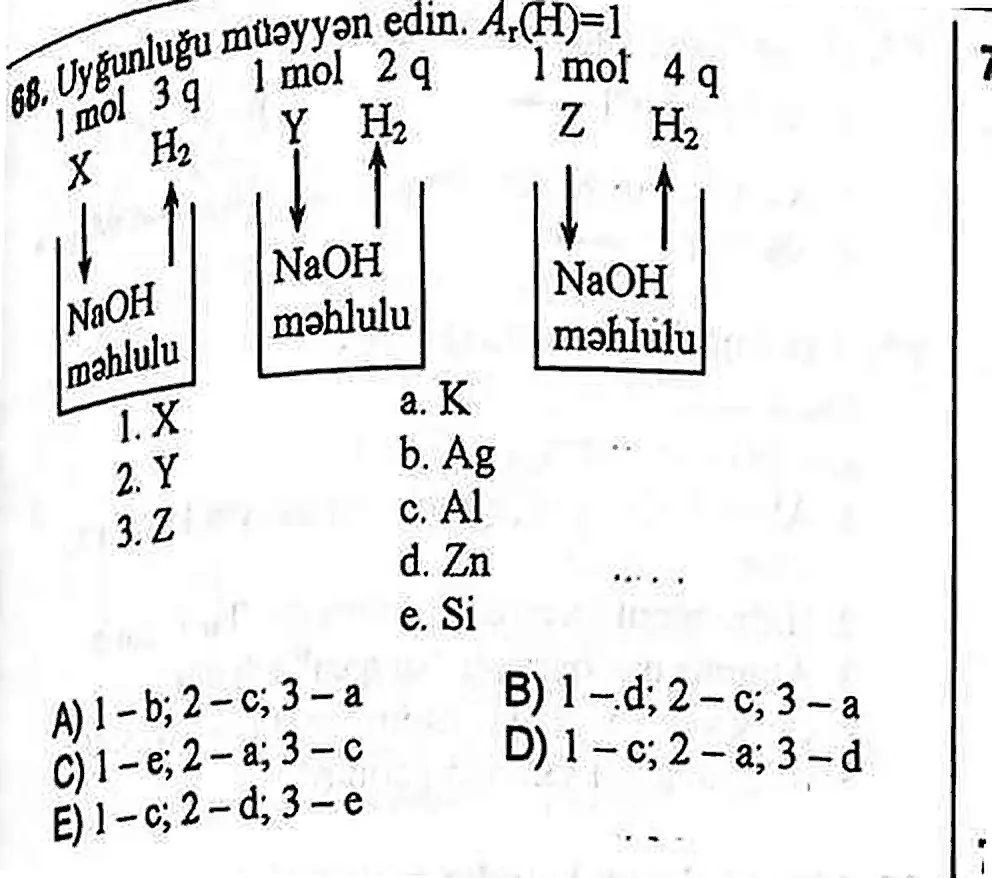 68. Uyğunluğu müəyyən edin. Aᵣ(H)=1
1 mol 3 q 1 mol 2 q 1 mol 4 q
X H₂ Y H₂ Z H₂
NaOH məhlulu
NaOH məhlulu
NaOH məhlulu
1. X
2. Y
3. Z
a. K
b. Ag
c. Al
d. Zn
e. Si
A) 1 – b; 2 – c; 3 – a
B) 1 – d; 2 – c; 3 – a
C) 1 – e; 2 – a; 3 – c
D) 1 – c; 2 – a; 3 – d
E) 1 – c; 2 – d; 3 – e